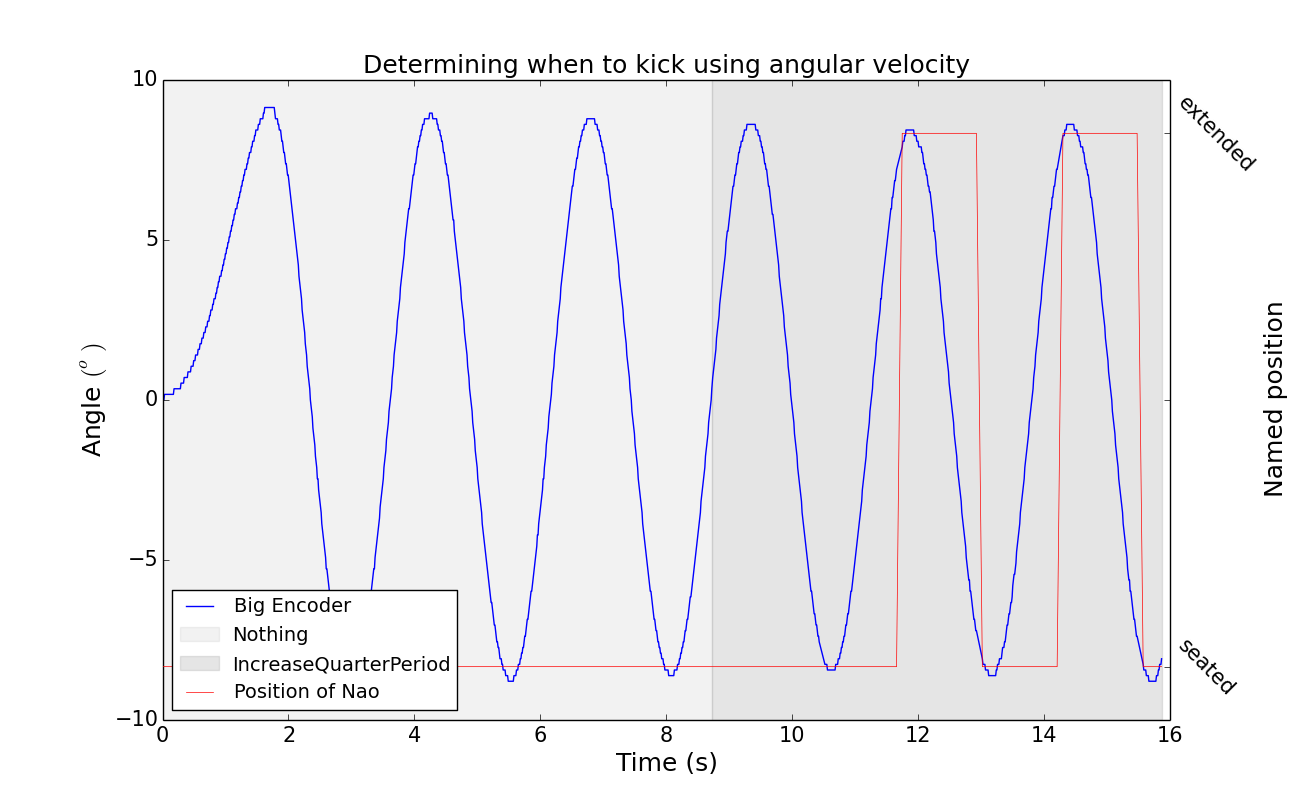 Determining when to kick using angular velocity
10
5
0
−5
−10
Angle (°)
0 2 4 6 8 10 12 14 16
Time (s)
extended
seated
Named position
Big Encoder
Nothing
IncreaseQuarterPeriod
Position of Nao